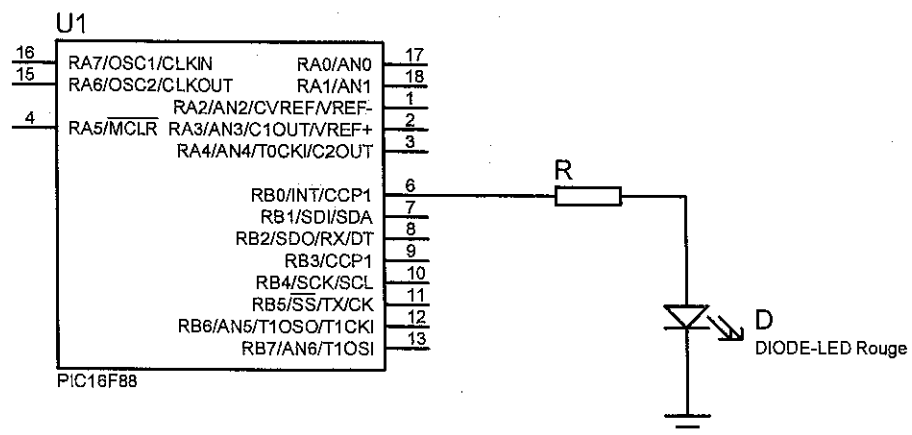 U1
16 RA7/OSC1/CLKIN RA0/AN0 17
15 RA6/OSC2/CLKOUT RA1/AN1 18
RA2/AN2/CVREF/VREF- 1
4 RA5/MCLR RA3/AN3/C1OUT/VREF+ 2
RA4/AN4/T0CKI/C2OUT 3
RB0/INT/CCP1 6
R
RB1/SDI/SDA 7
RB2/SDO/RX/DT 8
RB3/CCP1 9
RB4/SCK/SCL 10
RB5/SS/TX/CK 11
RB6/AN5/T1OSO/T1CKI 12
RB7/AN6/T1OSI 13
D
DIODE-LED Rouge
PIC16F88